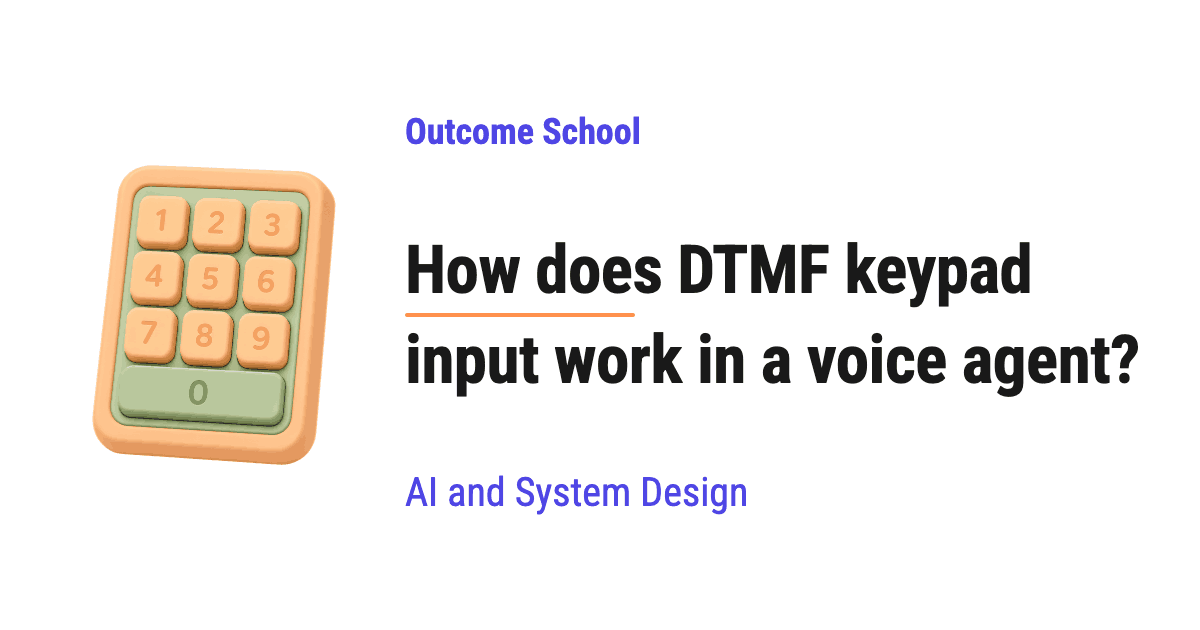 Outcome School
1 2 3
4 5 6
7 8 9
0
How does DTMF keypad
input work in a voice agent?
AI and System Design